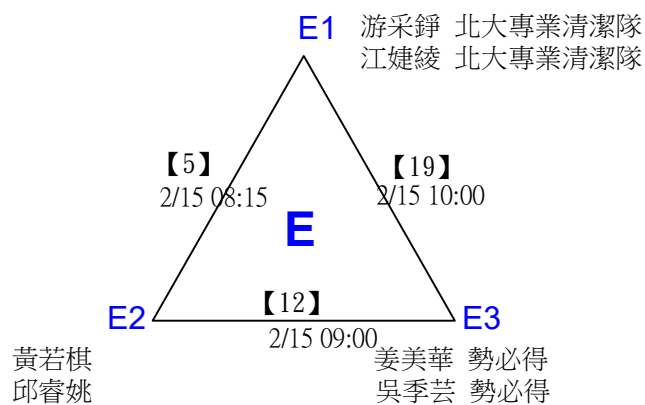 E1 游采錚 北大專業清潔隊
江婕綾 北大專業清潔隊
【5】
2/15 08:15
【19】
2/15 10:00
E
【12】
E2
E3
2/15 09:00
黃若棋
邱睿姚
姜美華 勢必得
吳季芸 勢必得